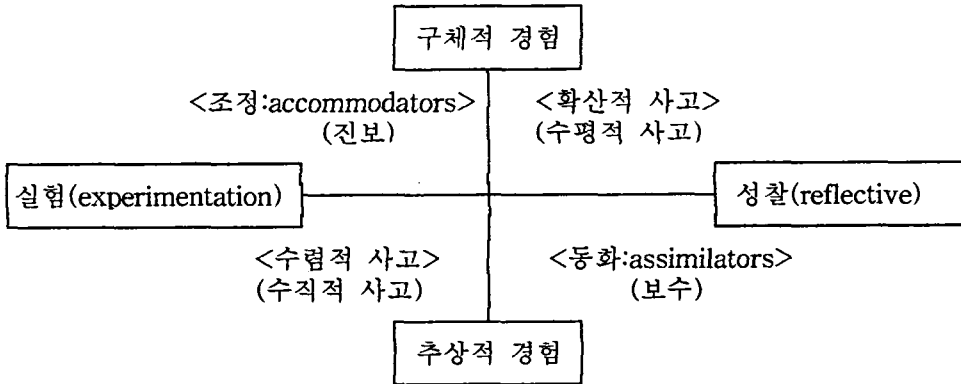 구체적 경험
<조정:accommodators>
(진보)
<확산적 사고>
(수평적 사고)
실험(experimentation)
성찰(reflective)
<수렴적 사고>
(수직적 사고)
<동화:assimilators>
(보수)
추상적 경험